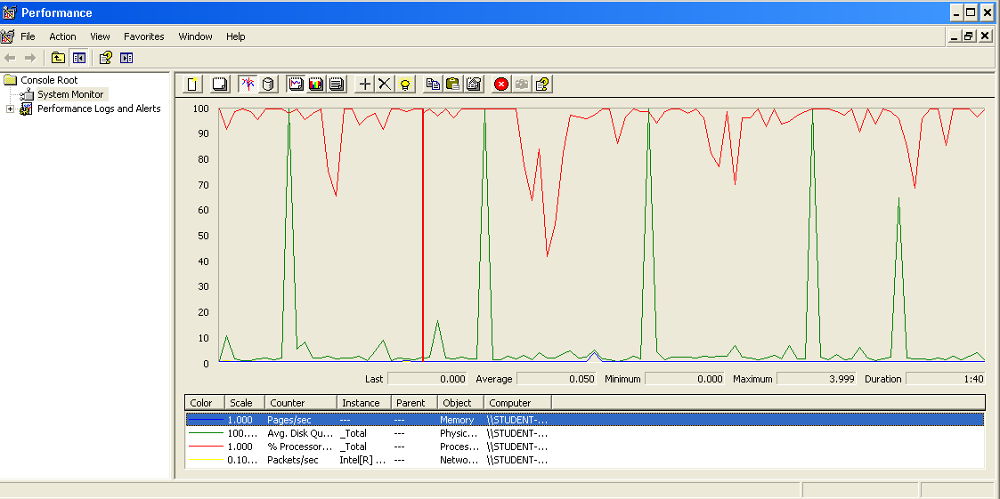 Performance
File Action View Favorites Window Help
Console Root
System Monitor
Performance Logs and Alerts
100
90
80
70
60
50
40
30
20
10
0
Last 0.000 Average 0.050 Minimum 0.000 Maximum 3.999 Duration 1:40
Color Scale Counter Instance Parent Object Computer
1.000 Pages/sec --- --- Memory \\STUDENT-...
100.... Avg. Disk Qu... _Total --- Physic... \\STUDENT-...
1.000 % Processor... _Total --- Proces... \\STUDENT-...
0.10... Packets/sec Intel[R] ... --- Netwo... \\STUDENT-...